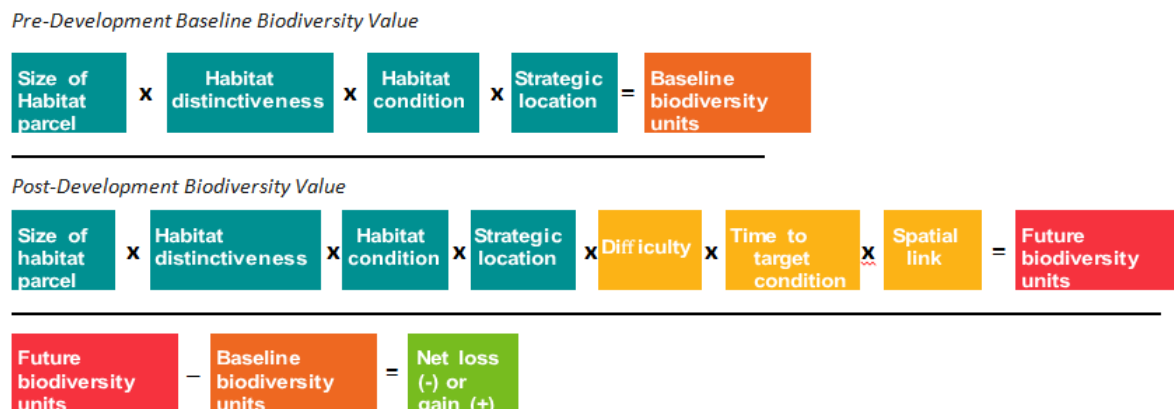 Pre-Development Baseline Biodiversity Value
Size of Habitat parcel x Habitat distinctiveness x Habitat condition x Strategic location = Baseline biodiversity units
Post-Development Biodiversity Value
Size of habitat parcel x Habitat distinctiveness x Habitat condition x Strategic location x Difficulty x Time to target condition x Spatial link = Future biodiversity units
Future biodiversity units – Baseline biodiversity units = Net loss (-) or gain (+)